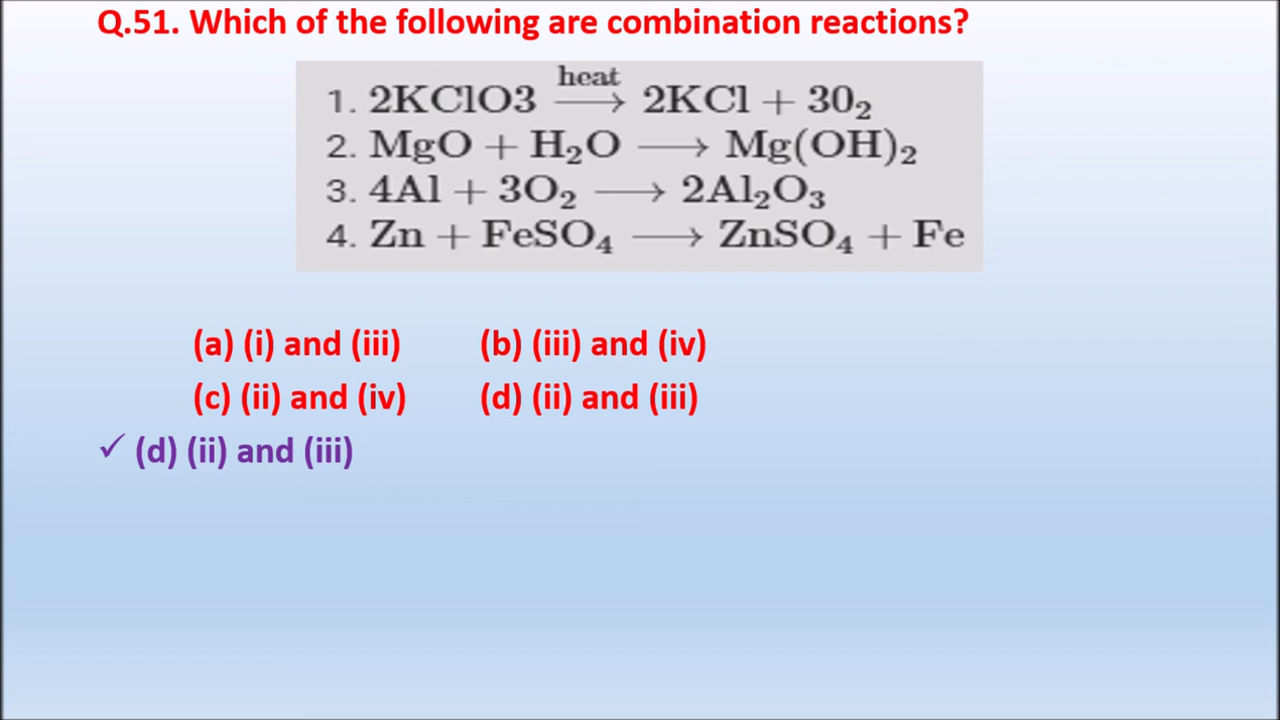 Q.51. Which of the following are combination reactions?
1. 2KClO3 —heat→ 2KCl + 30₂
2. MgO + H₂O ⟶ Mg(OH)₂
3. 4Al + 3O₂ ⟶ 2Al₂O₃
4. Zn + FeSO₄ ⟶ ZnSO₄ + Fe
(a) (i) and (iii) (b) (iii) and (iv)
(c) (ii) and (iv) (d) (ii) and (iii)
✓ (d) (ii) and (iii)